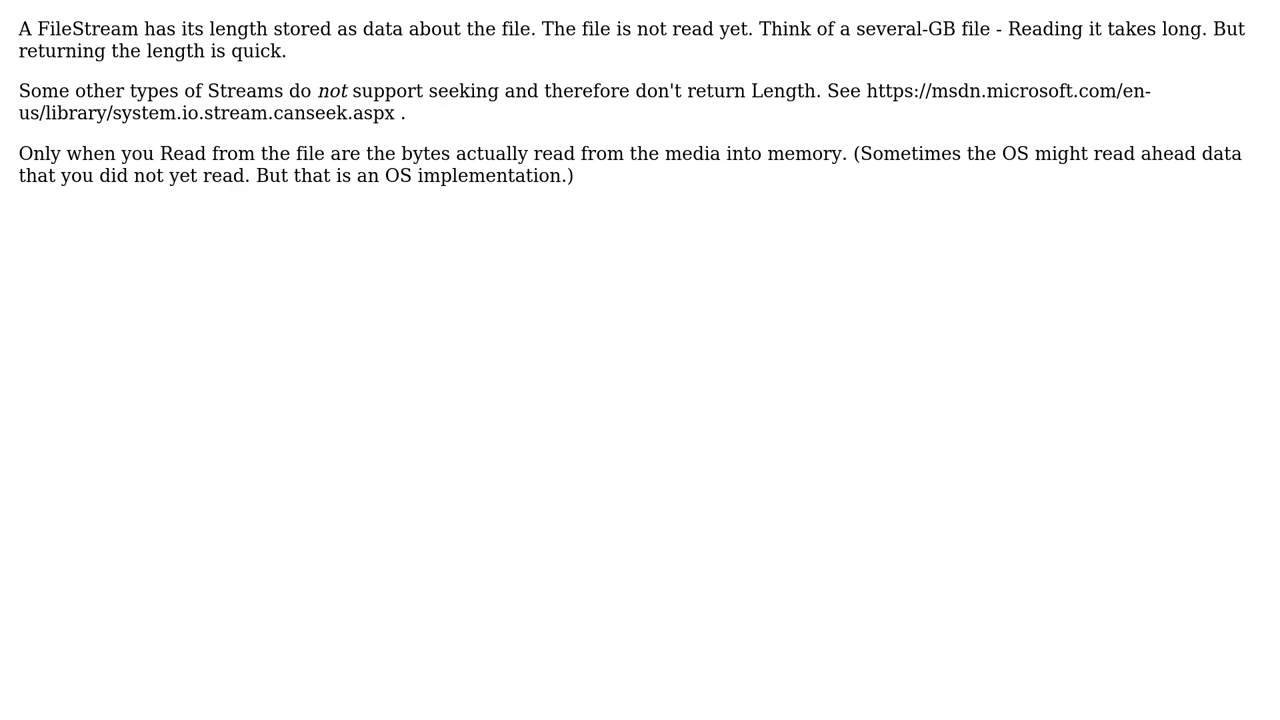 A FileStream has its length stored as data about the file. The file is not read yet. Think of a several-GB file - Reading it takes long. But
returning the length is quick.
Some other types of Streams do not support seeking and therefore don't return Length. See https://msdn.microsoft.com/en-
us/library/system.io.stream.canseek.aspx .
Only when you Read from the file are the bytes actually read from the media into memory. (Sometimes the OS might read ahead data
that you did not yet read. But that is an OS implementation.)